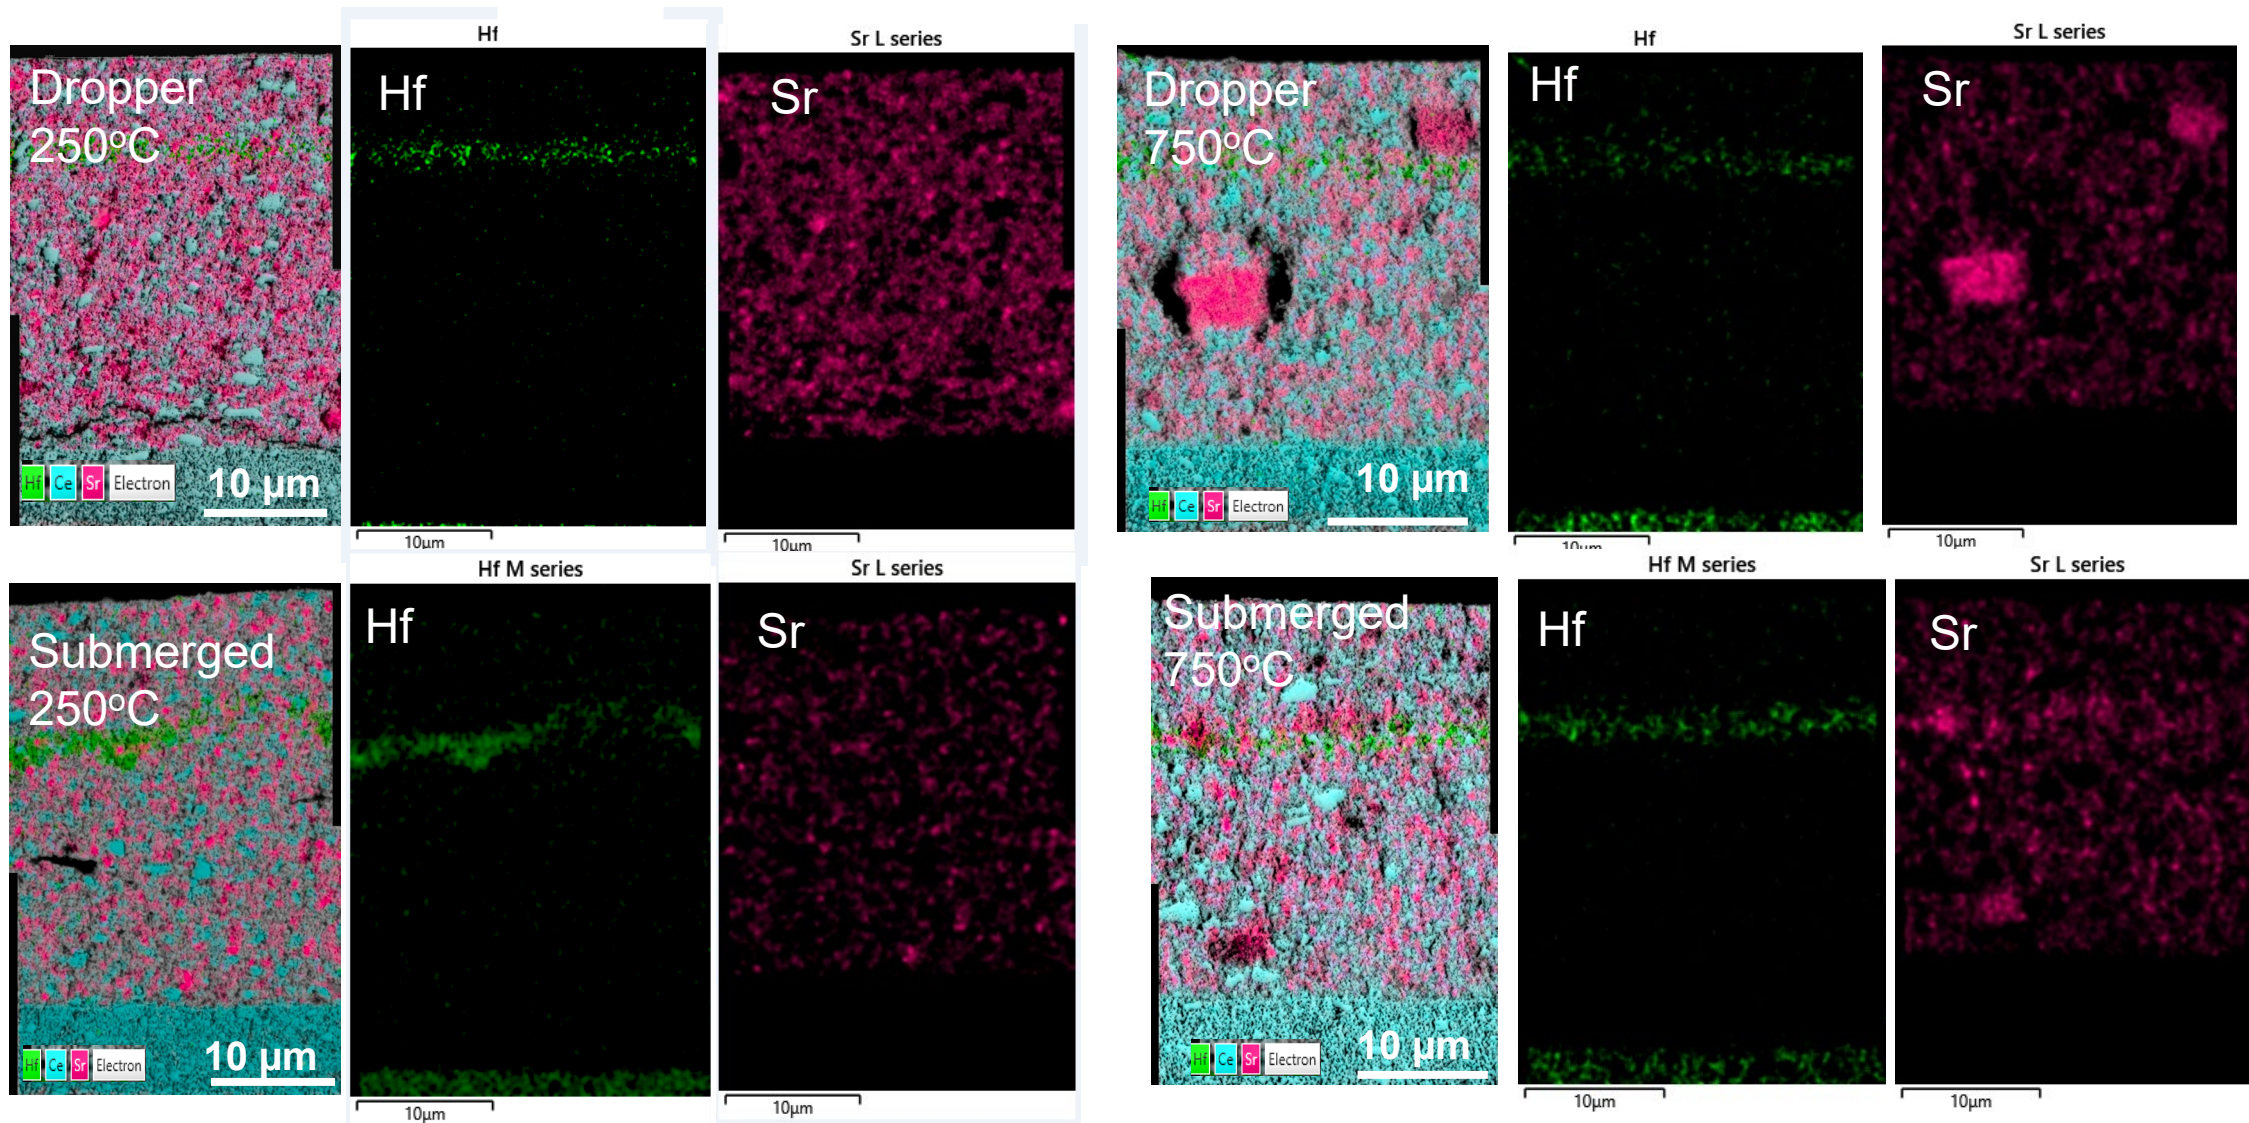 Hf
Sr L series
Dropper
250°C
Hf
Sr
Hf Ce Sr Electron
10 µm
10µm
10µm
Hf
Sr L series
Dropper
750°C
Hf
Sr
Hf Ce Sr Electron
10 µm
10µm
10µm
Hf M series
Sr L series
Submerged
250°C
Hf
Sr
Hf Ce Sr Electron
10 µm
10µm
10µm
Hf M series
Sr L series
Submerged
750°C
Hf
Sr
Hf Ce Sr Electron
10 µm
10µm
10µm